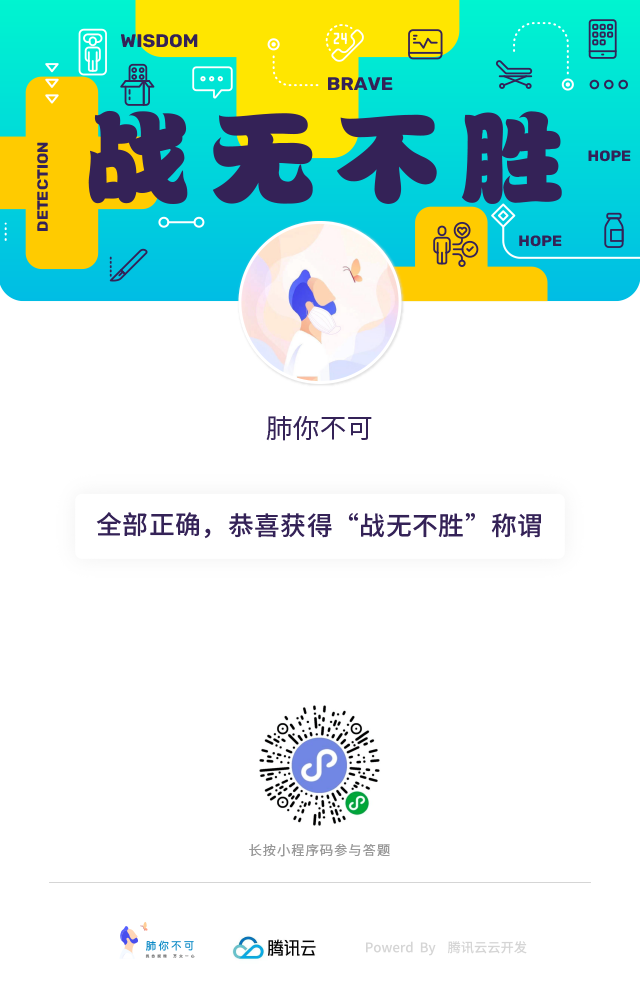 WISDOM
24
BRAVE
战无不胜
HOPE
DETECTION
HOPE
肺你不可
全部正确，恭喜获得“战无不胜”称谓
长按小程序码参与答题
肺你不可
腾讯云
Powerd By 腾讯云云开发